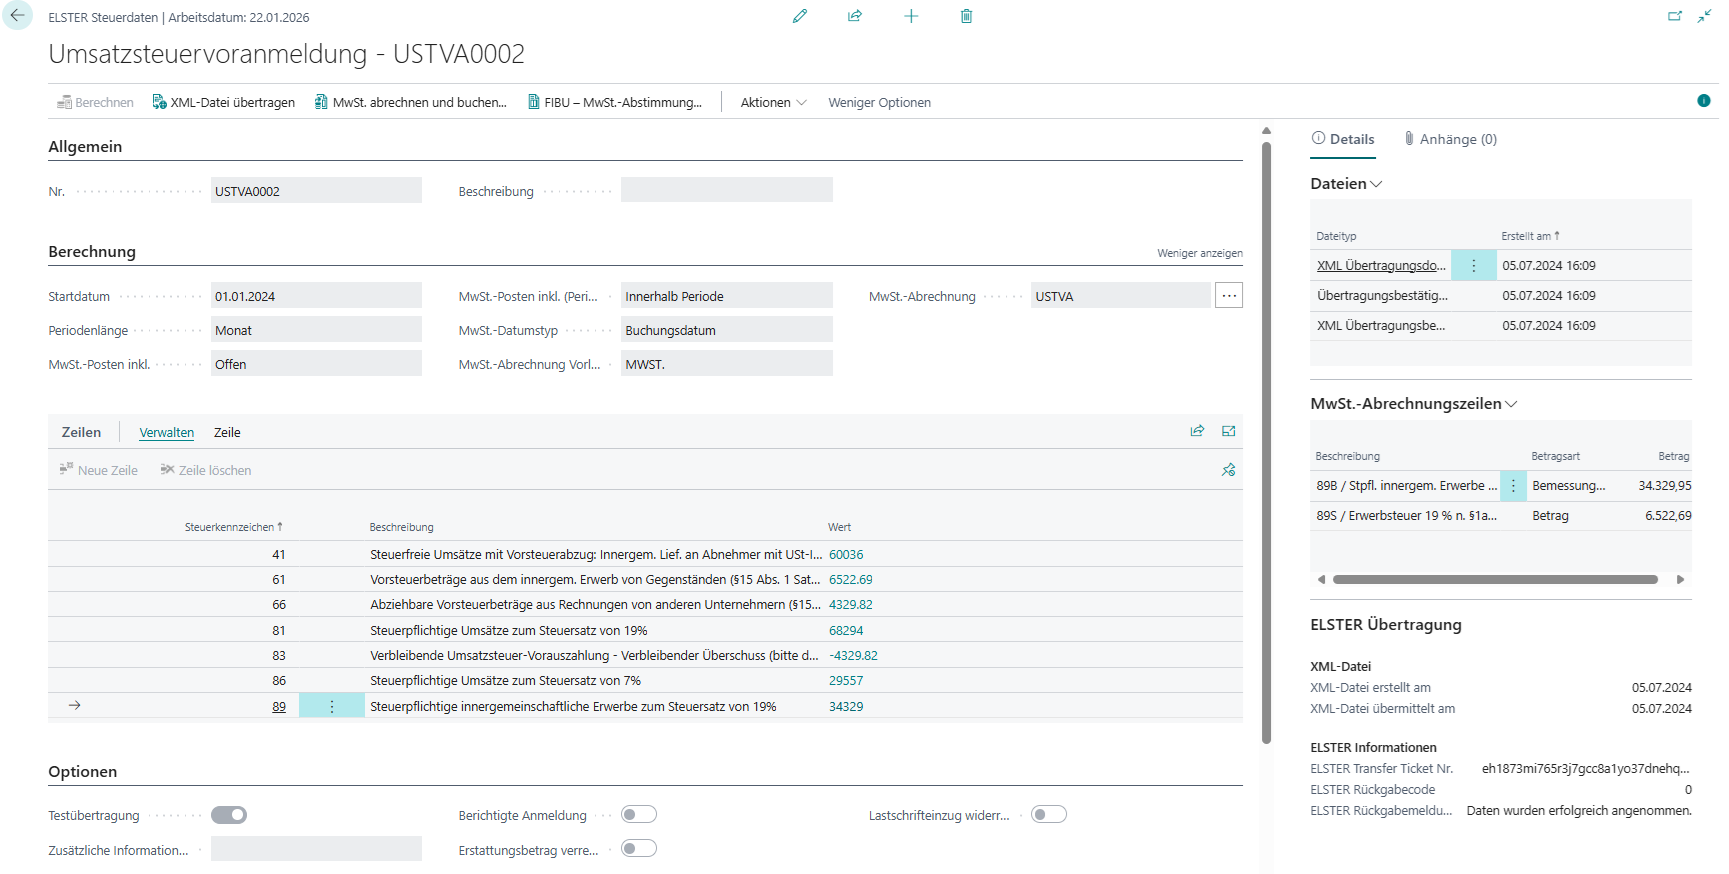 ELSTER Steuerdaten | Arbeitsdatum: 22.01.2026
Umsatzsteuervoranmeldung - USTVA0002
Berechnen XML-Datei übertragen MwSt. abrechnen und buchen... FIBU – MwSt.-Abstimmung... Aktionen Weniger Optionen
Allgemein
Nr. USTVA0002 Beschreibung
Berechnung Weniger anzeigen
Startdatum 01.01.2024 MwSt.-Posten inkl. (Peri... Innerhalb Periode MwSt.-Abrechnung USTVA
Periodenlänge Monat MwSt.-Datumstyp Buchungsdatum
MwSt.-Posten inkl. Offen MwSt.-Abrechnung Vorl... MWST.
Zeilen Verwalten Zeile
Neue Zeile Zeile löschen
Steuerkennzeichen ↑ Beschreibung Wert
41 Steuerfreie Umsätze mit Vorsteuerabzug: Innergem. Lief. an Abnehmer mit USt-I... 60036
61 Vorsteuerbeträge aus dem innergem. Erwerb von Gegenständen (§15 Abs. 1 Sat... 6522.69
66 Abziehbare Vorsteuerbeträge aus Rechnungen von anderen Unternehmern (§15... 4329.82
81 Steuerpflichtige Umsätze zum Steuersatz von 19% 68294
83 Verbleibende Umsatzsteuer-Vorauszahlung - Verbleibender Überschuss (bitte d... -4329.82
86 Steuerpflichtige Umsätze zum Steuersatz von 7% 29557
89 Steuerpflichtige innergemeinschaftliche Erwerbe zum Steuersatz von 19% 34329
Optionen
Testübertragung Berichtigte Anmeldung Lastschrifteinzug widerr...
Zusätzliche Information... Erstattungsbetrag verre...
Details Anhänge (0)
Dateien
Dateityp Erstellt am ↑
XML Übertragungsdo... 05.07.2024 16:09
Übertragungsbestätig... 05.07.2024 16:09
XML Übertragungsbe... 05.07.2024 16:09
MwSt.-Abrechnungszeilen
Beschreibung Betragsart Betrag
89B / Stpfl. innergem. Erwerbe ... Bemessung... 34.329,95
89S / Erwerbsteuer 19 % n. §1a... Betrag 6.522,69
ELSTER Übertragung
XML-Datei
XML-Datei erstellt am 05.07.2024
XML-Datei übermittelt am 05.07.2024
ELSTER Informationen
ELSTER Transfer Ticket Nr. eh1873mi765r3j7gcc8a1yo37dnehq...
ELSTER Rückgabecode 0
ELSTER Rückgabemeldu... Daten wurden erfolgreich angenommen.